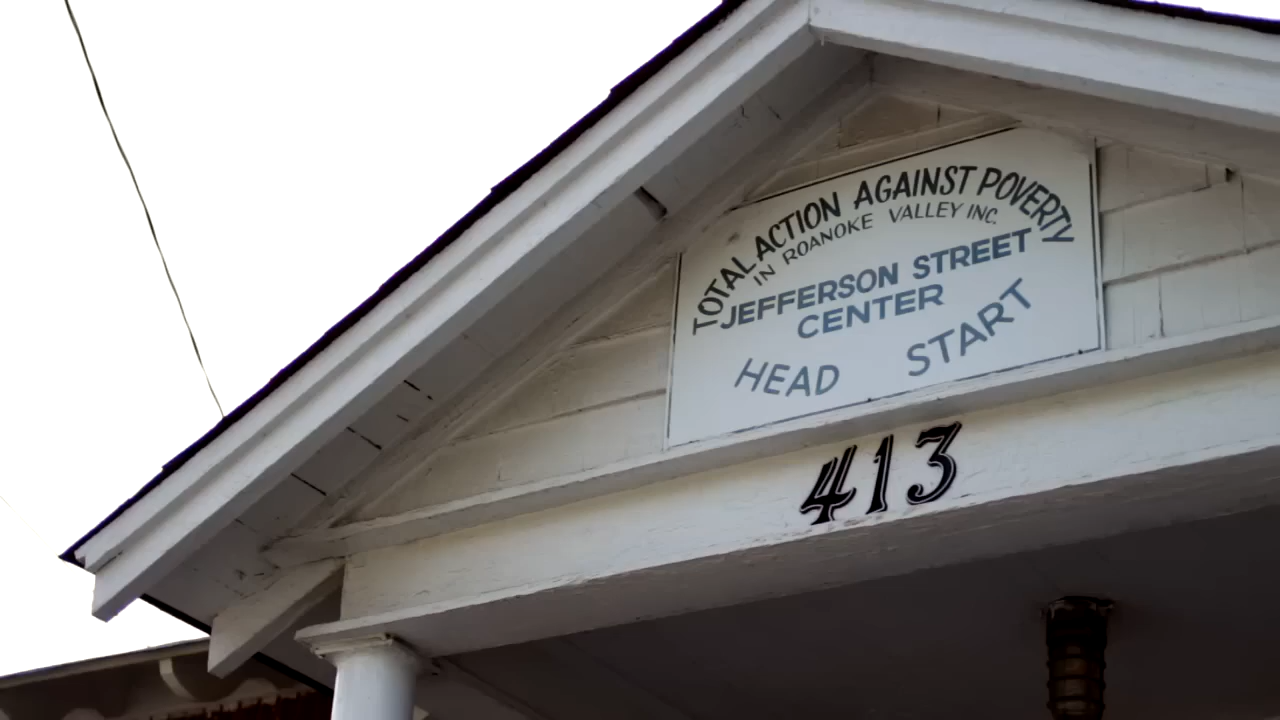 TOTAL ACTION AGAINST POVERTY
IN ROANOKE VALLEY INC.
JEFFERSON STREET
CENTER
HEAD START
413